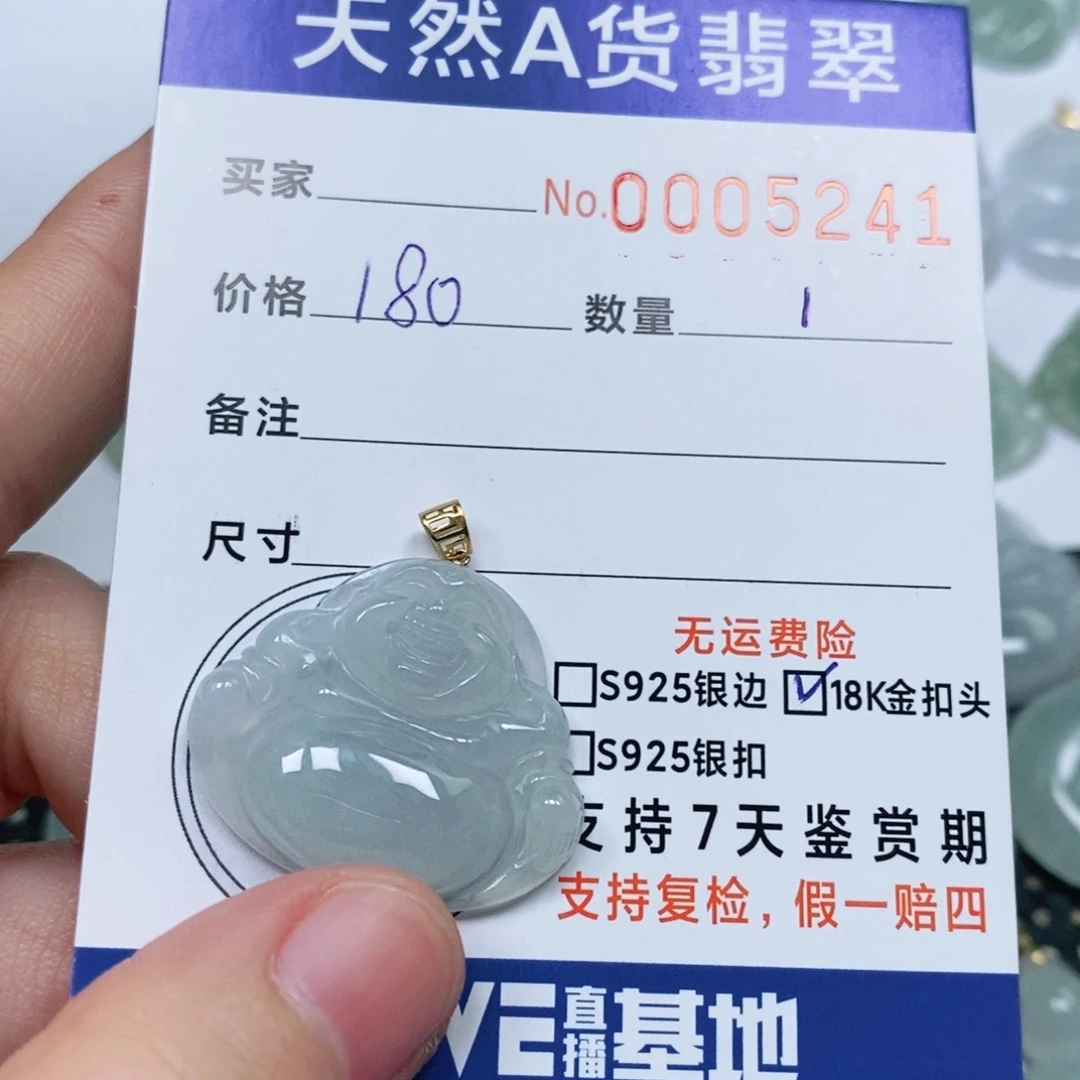 天然A货翡翠
买家 No.0005241
价格 180 数量 1
备注
尺寸
无运费险
S925银边 18K金扣头
S925银扣
支持7天鉴赏期
支持复检，假一赔四
VE直播基地